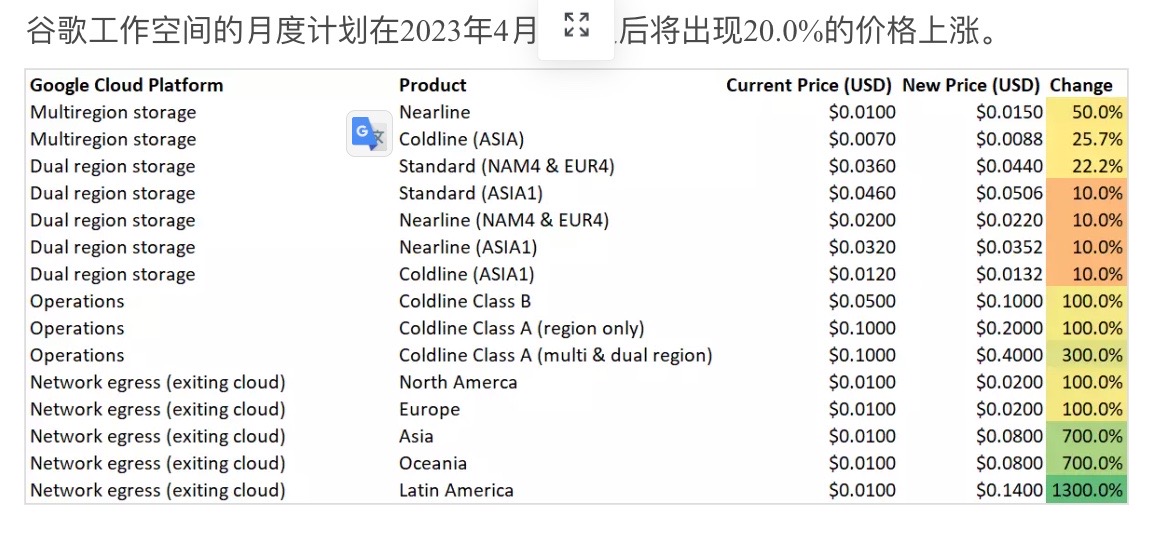 谷歌工作空间的月度计划在2023年4月 后将出现20.0%的价格上涨。
Google Cloud Platform Product Current Price (USD) New Price (USD) Change
Multiregion storage Nearline $0.0100 $0.0150 50.0%
Multiregion storage Coldline (ASIA) $0.0070 $0.0088 25.7%
Dual region storage Standard (NAM4 & EUR4) $0.0360 $0.0440 22.2%
Dual region storage Standard (ASIA1) $0.0460 $0.0506 10.0%
Dual region storage Nearline (NAM4 & EUR4) $0.0200 $0.0220 10.0%
Dual region storage Nearline (ASIA1) $0.0320 $0.0352 10.0%
Dual region storage Coldline (ASIA1) $0.0120 $0.0132 10.0%
Operations Coldline Class B $0.0500 $0.1000 100.0%
Operations Coldline Class A (region only) $0.1000 $0.2000 100.0%
Operations Coldline Class A (multi & dual region) $0.1000 $0.4000 300.0%
Network egress (exiting cloud) North Amerca $0.0100 $0.0200 100.0%
Network egress (exiting cloud) Europe $0.0100 $0.0200 100.0%
Network egress (exiting cloud) Asia $0.0100 $0.0800 700.0%
Network egress (exiting cloud) Oceania $0.0100 $0.0800 700.0%
Network egress (exiting cloud) Latin America $0.0100 $0.1400 1300.0%